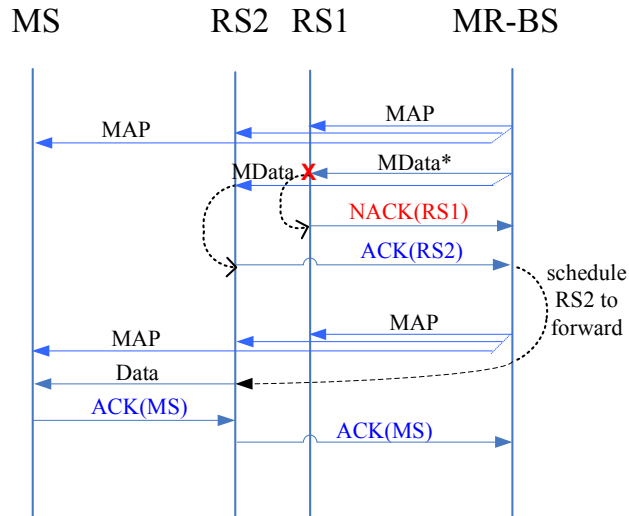 MS RS2 RS1 MR-BS
MAP MAP
MData X MData*
NACK(RS1)
ACK(RS2)
schedule
RS2 to
forward
MAP
MAP
Data
ACK(MS)
ACK(MS)